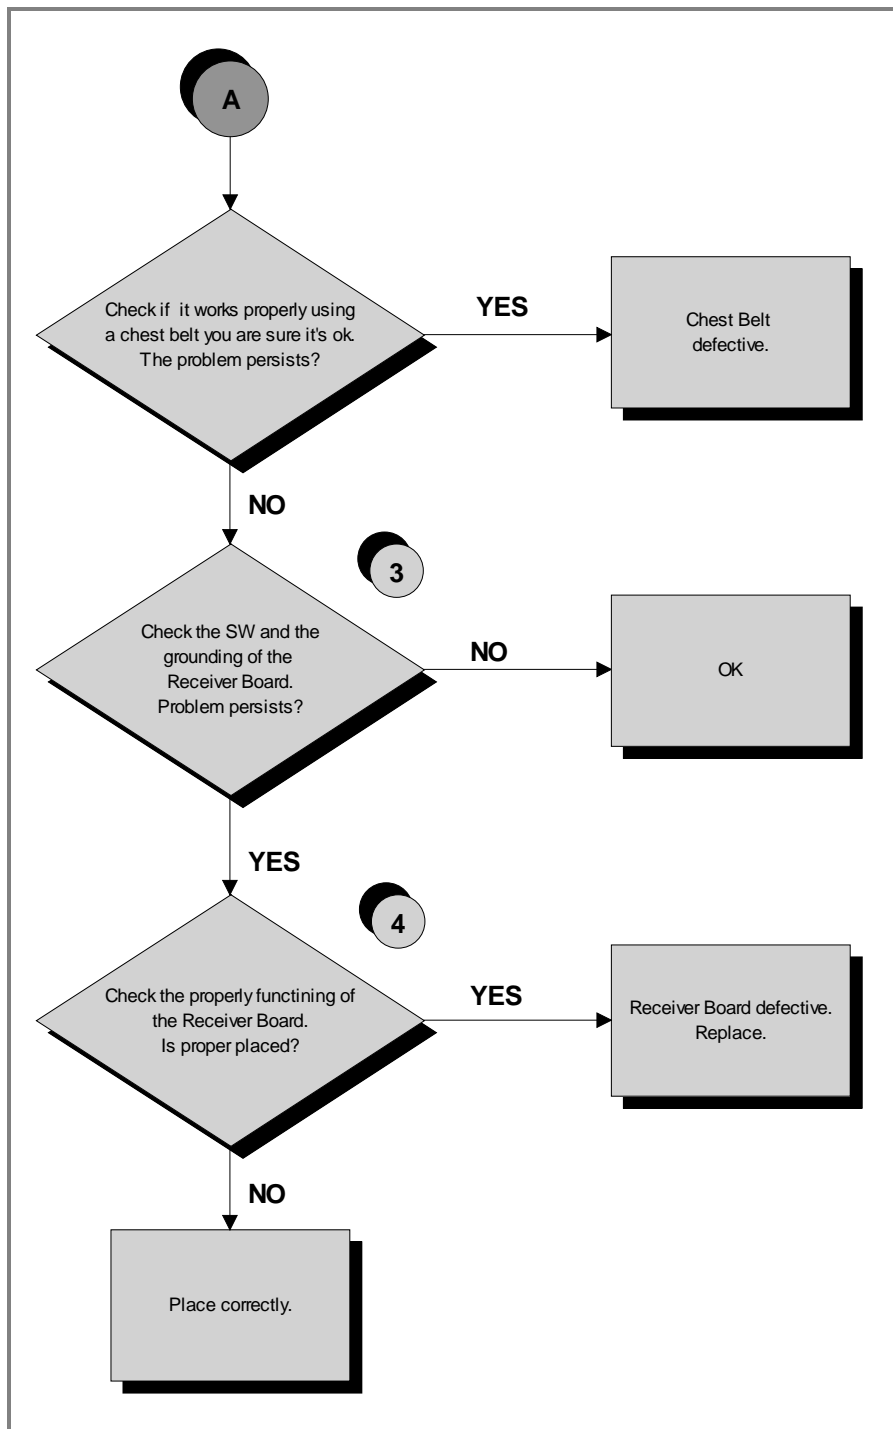 A
Check if it works properly using
a chest belt you are sure it's ok.
The problem persists?
YES
Chest Belt
defective.
NO
3
Check the SW and the
grounding of the
Receiver Board.
Problem persists?
NO
OK
YES
4
Check the properly functining of
the Receiver Board.
Is proper placed?
YES
Receiver Board defective.
Replace.
NO
Place correctly.